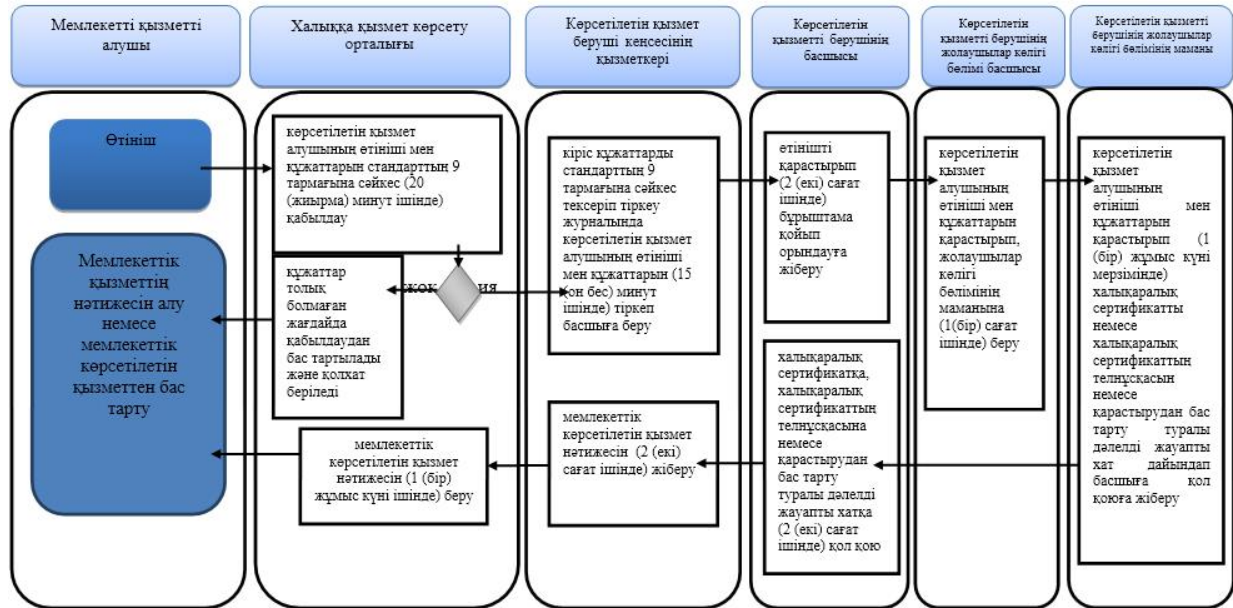 Мемлекетті қызметті
алушы
Халыққа қызмет көрсету
орталығы
Көрсетілетін қызмет
беруші кеңсесінің
қызметкері
Көрсетілетін
қызметті берушінің
басшысы
Көрсетілетін
қызметті берушінің
жолаушылар көлігі
бөлімі басшысы
Көрсетілетін қызметті
берушінің жолаушылар
көлігі бөлімінің маманы
Өтініш
көрсетілетін қызмет
алушының өтініші мен
құжаттарын стандарттың 9
тармағына сәйкес (20
(жиырма) минут ішінде)
қабылдау
кіріс құжаттарды
стандарттың 9
тармағына сәйкес
тексеріп тіркеу
журналында
көрсетілетін қызмет
алушының өтініші
мен құжаттарын (15
(он бес) минут
ішінде) тіркеп
басшыға беру
өтінішті
қарастырып
(2 (екі) сағат
ішінде)
бұрыштама
қойып
орындауға
жіберу
көрсетілетін
қызмет
алушының
өтініші мен
құжаттарын
қарастырып,
жолаушылар
көлігі
бөлімінің
маманына
(1(бір) сағат
ішінде) беру
көрсетілетін
қызмет
алушының
өтініші мен
құжаттарын
қарастырып (1
(бір) жұмыс күні
мерзімінде)
халықаралық
сертификатты
немесе
халықаралық
сертификаттың
телнұсқасын
немесе
қарастырудан бас
тарту туралы
дәлелді жауапты
хат дайындап
басшыға қол
қоюға жіберу
жоқ
ия
құжаттар
толық
болмаған
жағдайда
қабылдаудан
бас тартылады
және қолхат
беріледі
Мемлекеттік
қызметтің
нәтижесін алу
немесе
мемлекеттік
көрсетілетін
қызметтен бас
тарту
мемлекеттік
көрсетілетін қызмет
нәтижесін (1 (бір)
жұмыс күні ішінде) беру
мемлекеттік
көрсетілетін қызмет
нәтижесін (2 (екі)
сағат ішінде) жіберу
халықаралық
сертификатқа,
халықаралық
сертификаттың
телнұсқасына
немесе
қарастырудан
бас тарту
туралы дәлелді
жауапты хатқа
(2 (екі) сағат
ішінде) қол қою